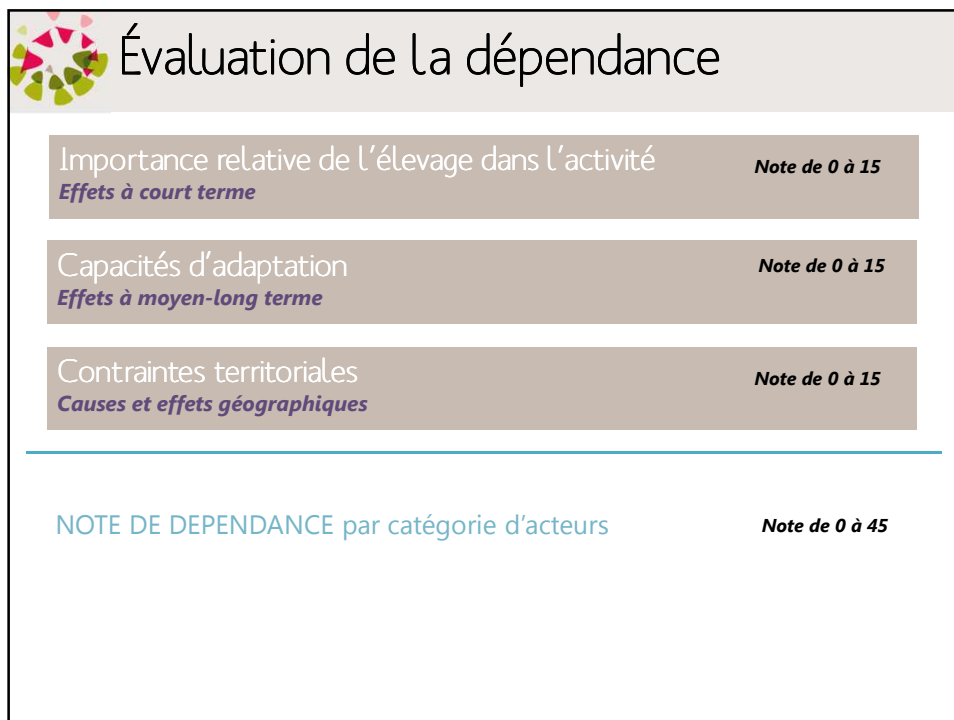 Évaluation de la dépendance
Importance relative de l'élevage dans l'activité
Note de 0 à 15
Effets à court terme
Capacités d'adaptation
Note de 0 à 15
Effets à moyen-long terme
Contraintes territoriales
Note de 0 à 15
Causes et effets géographiques
NOTE DE DEPENDANCE par catégorie d'acteurs
Note de 0 à 45